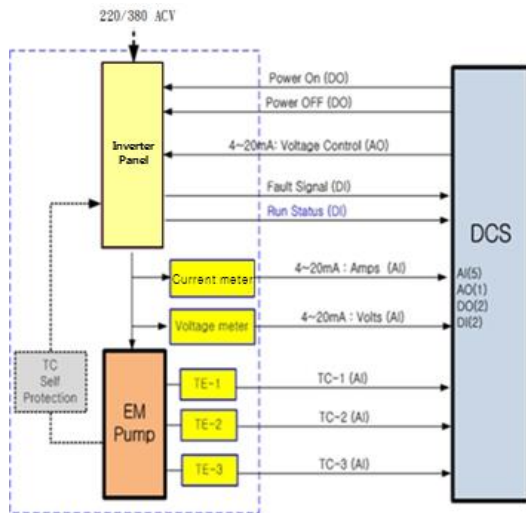 220/380 ACV
Inverter
Panel
Power On (DO)
Power OFF (DO)
4~20mA: Voltage Control (AO)
Fault Signal (DI)
Run Status (DI)
DCS
AI(5)
AO(1)
DO(2)
DI(2)
Current meter
4~20mA : Amps (AI)
Voltage meter
4~20mA : Volts (AI)
TC
Self
Protection
EM
Pump
TE-1
TC-1 (AI)
TE-2
TC-2 (AI)
TE-3
TC-3 (AI)